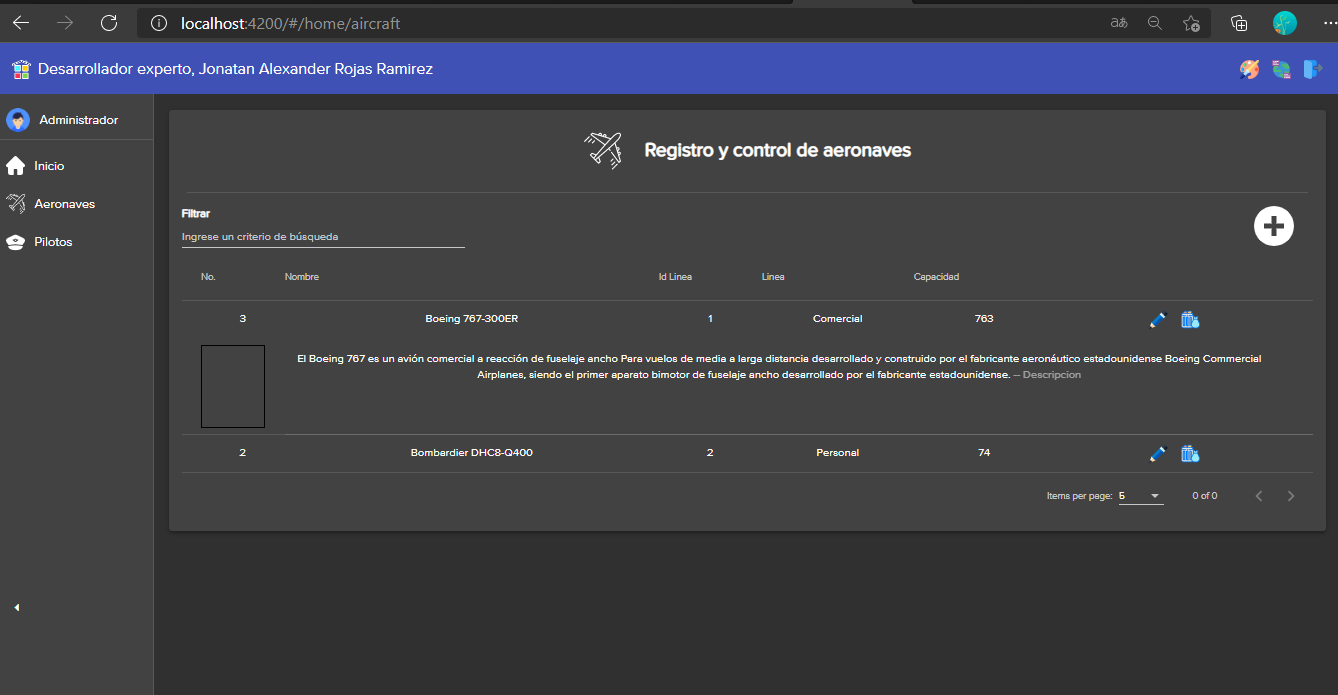 localhost:4200/#/home/aircraft
aあ
Desarrollador experto, Jonatan Alexander Rojas Ramirez
Administrador
Inicio
Aeronaves
Pilotos
Registro y control de aeronaves
Filtrar
Ingrese un criterio de búsqueda
No. Nombre Id Linea Linea Capacidad
3 Boeing 767-300ER 1 Comercial 763
El Boeing 767 es un avión comercial a reacción de fuselaje ancho Para vuelos de media a larga distancia desarrollado y construido por el fabricante aeronáutico estadounidense Boeing Commercial
Airplanes, siendo el primer aparato bimotor de fuselaje ancho desarrollado por el fabricante estadounidense. -- Descripcion
2 Bombardier DHC8-Q400 2 Personal 74
Items per page: 5 0 of 0